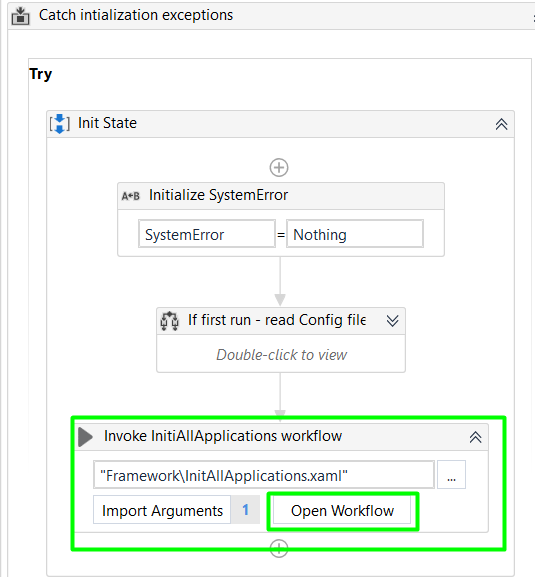 Catch intialization exceptions
Try
Init State
A+B Initialize SystemError
SystemError = Nothing
If first run - read Config file
Double-click to view
Invoke InitiAllApplications workflow
"Framework\InitAllApplications.xaml" ...
Import Arguments 1 Open Workflow